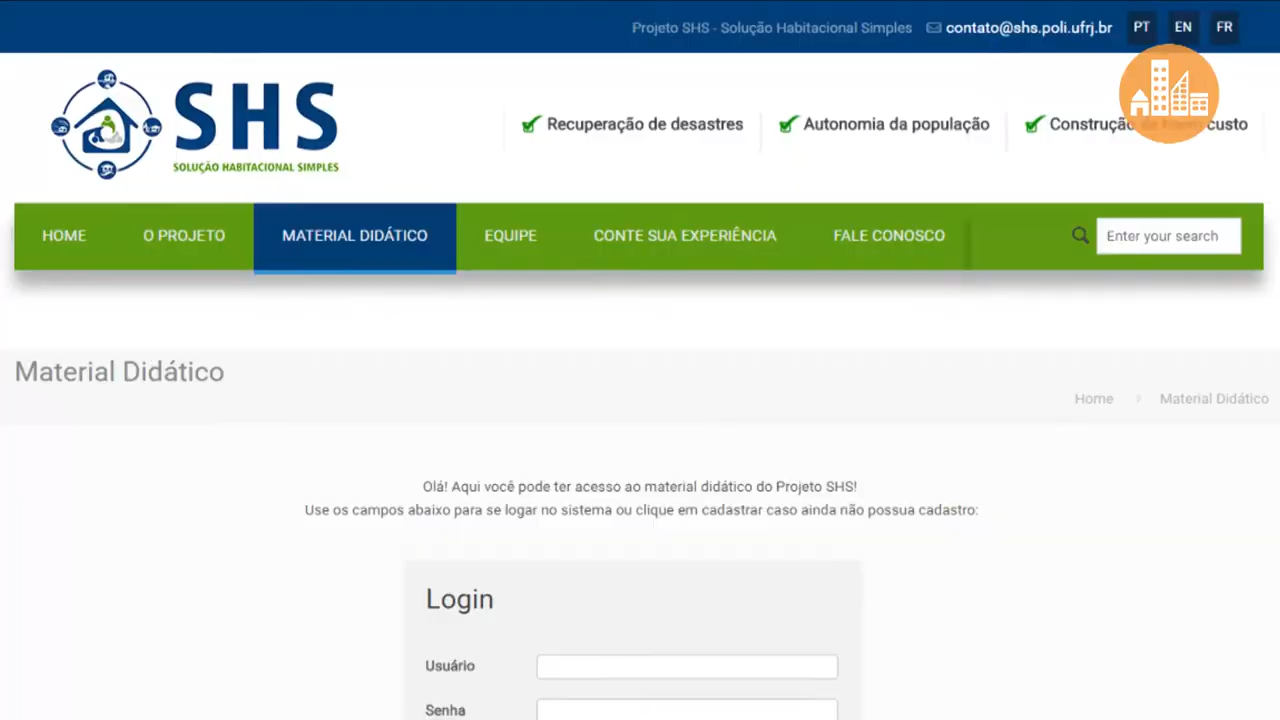 Projeto SHS - Solução Habitacional Simples contato@shs.poli.ufrj.br PT EN FR
SHS
SOLUÇÃO HABITACIONAL SIMPLES
Recuperação de desastres Autonomia da população Construção custo
HOME O PROJETO MATERIAL DIDÁTICO EQUIPE CONTE SUA EXPERIÊNCIA FALE CONOSCO Enter your search
Material Didático
Home Material Didático
Olá! Aqui você pode ter acesso ao material didático do Projeto SHS!
Use os campos abaixo para se logar no sistema ou clique em cadastrar caso ainda não possua cadastro:
Login
Usuário
Senha